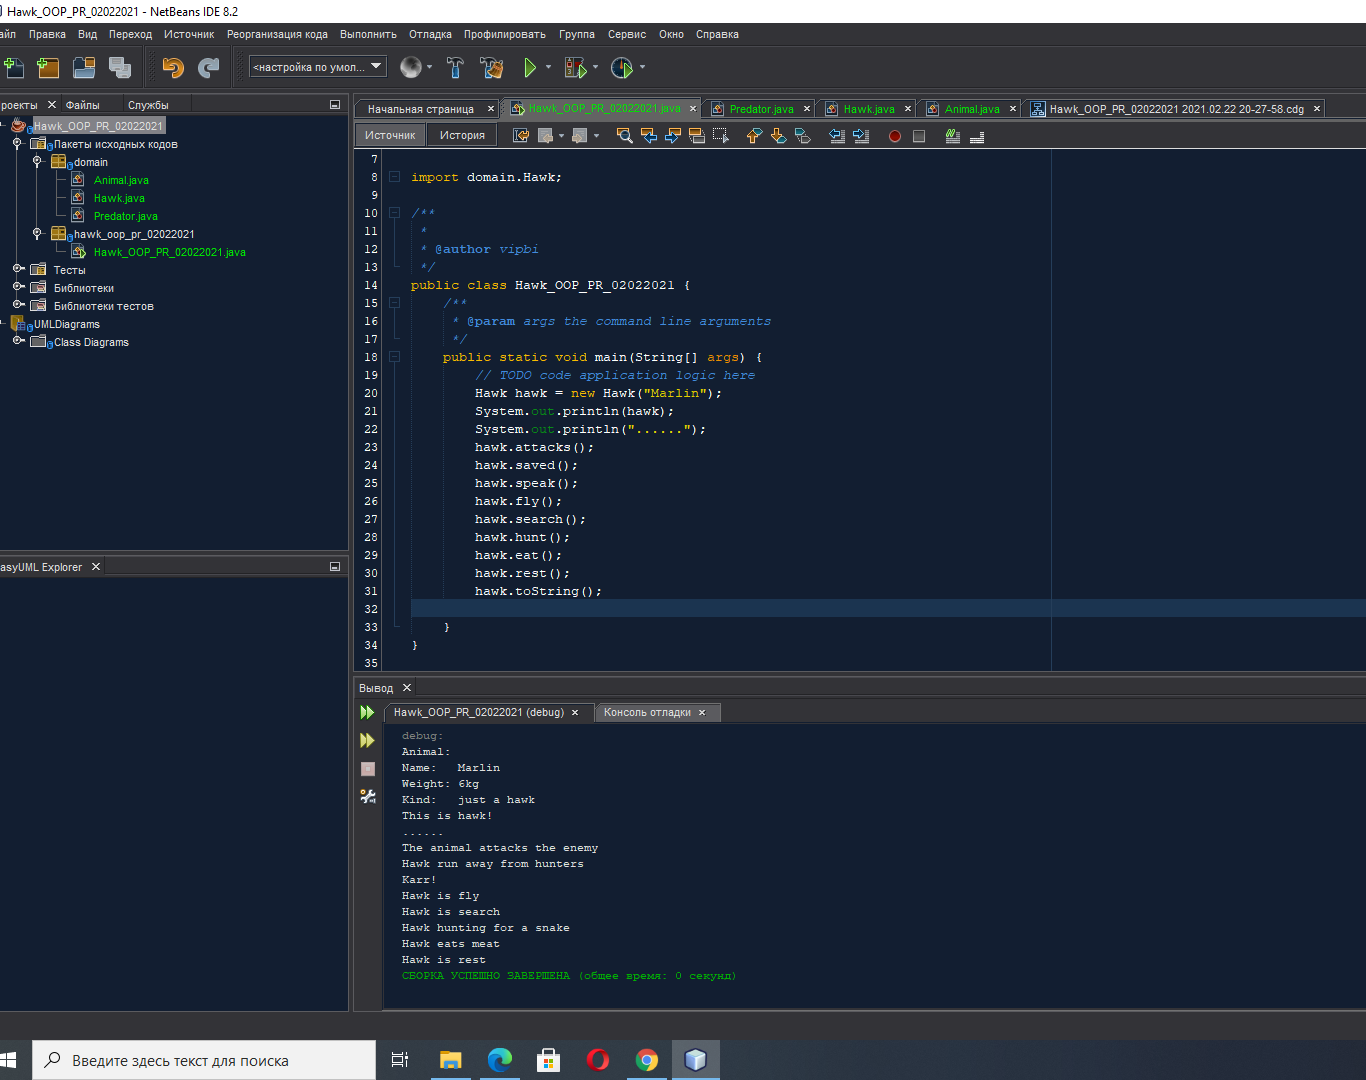 Hawk_OOP_PR_02022021 - NetBeans IDE 8.2
айл Правка Вид Переход Источник Реорганизация кода Выполнить Отладка Профилировать Группа Сервис Окно Справка
<настройка по умол...
роекты Файлы Службы
Hawk_OOP_PR_02022021
Пакеты исходных кодов
domain
Animal.java
Hawk.java
Predator.java
hawk_oop_pr_02022021
Hawk_OOP_PR_02022021.java
Тесты
Библиотеки
Библиотеки тестов
UMLDiagrams
Class Diagrams
asyUML Explorer
Начальная страница Hawk_OOP_PR_02022021.java Predator.java Hawk.java Animal.java Hawk_OOP_PR_02022021 2021.02.22 20-27-58.cdg
Источник История
7
8 import domain.Hawk;
9
10 /**
11 *
12 * @author vipbi
13 */
14 public class Hawk_OOP_PR_02022021 {
15 /**
16 * @param args the command line arguments
17 */
18 public static void main(String[] args) {
19 // TODO code application logic here
20 Hawk hawk = new Hawk("Marlin");
21 System.out.println(hawk);
22 System.out.println("......");
23 hawk.attacks();
24 hawk.saved();
25 hawk.speak();
26 hawk.fly();
27 hawk.search();
28 hawk.hunt();
29 hawk.eat();
30 hawk.rest();
31 hawk.toString();
32
33 }
34 }
35
Вывод
Hawk_OOP_PR_02022021 (debug) Консоль отладки
debug:
Animal:
Name: Marlin
Weight: 6kg
Kind: just a hawk
This is hawk!
......
The animal attacks the enemy
Hawk run away from hunters
Karr!
Hawk is fly
Hawk is search
Hawk hunting for a snake
Hawk eats meat
Hawk is rest
СБОРКА УСПЕШНО ЗАВЕРШЕНА (общее время: 0 секунд)
Введите здесь текст для поиска